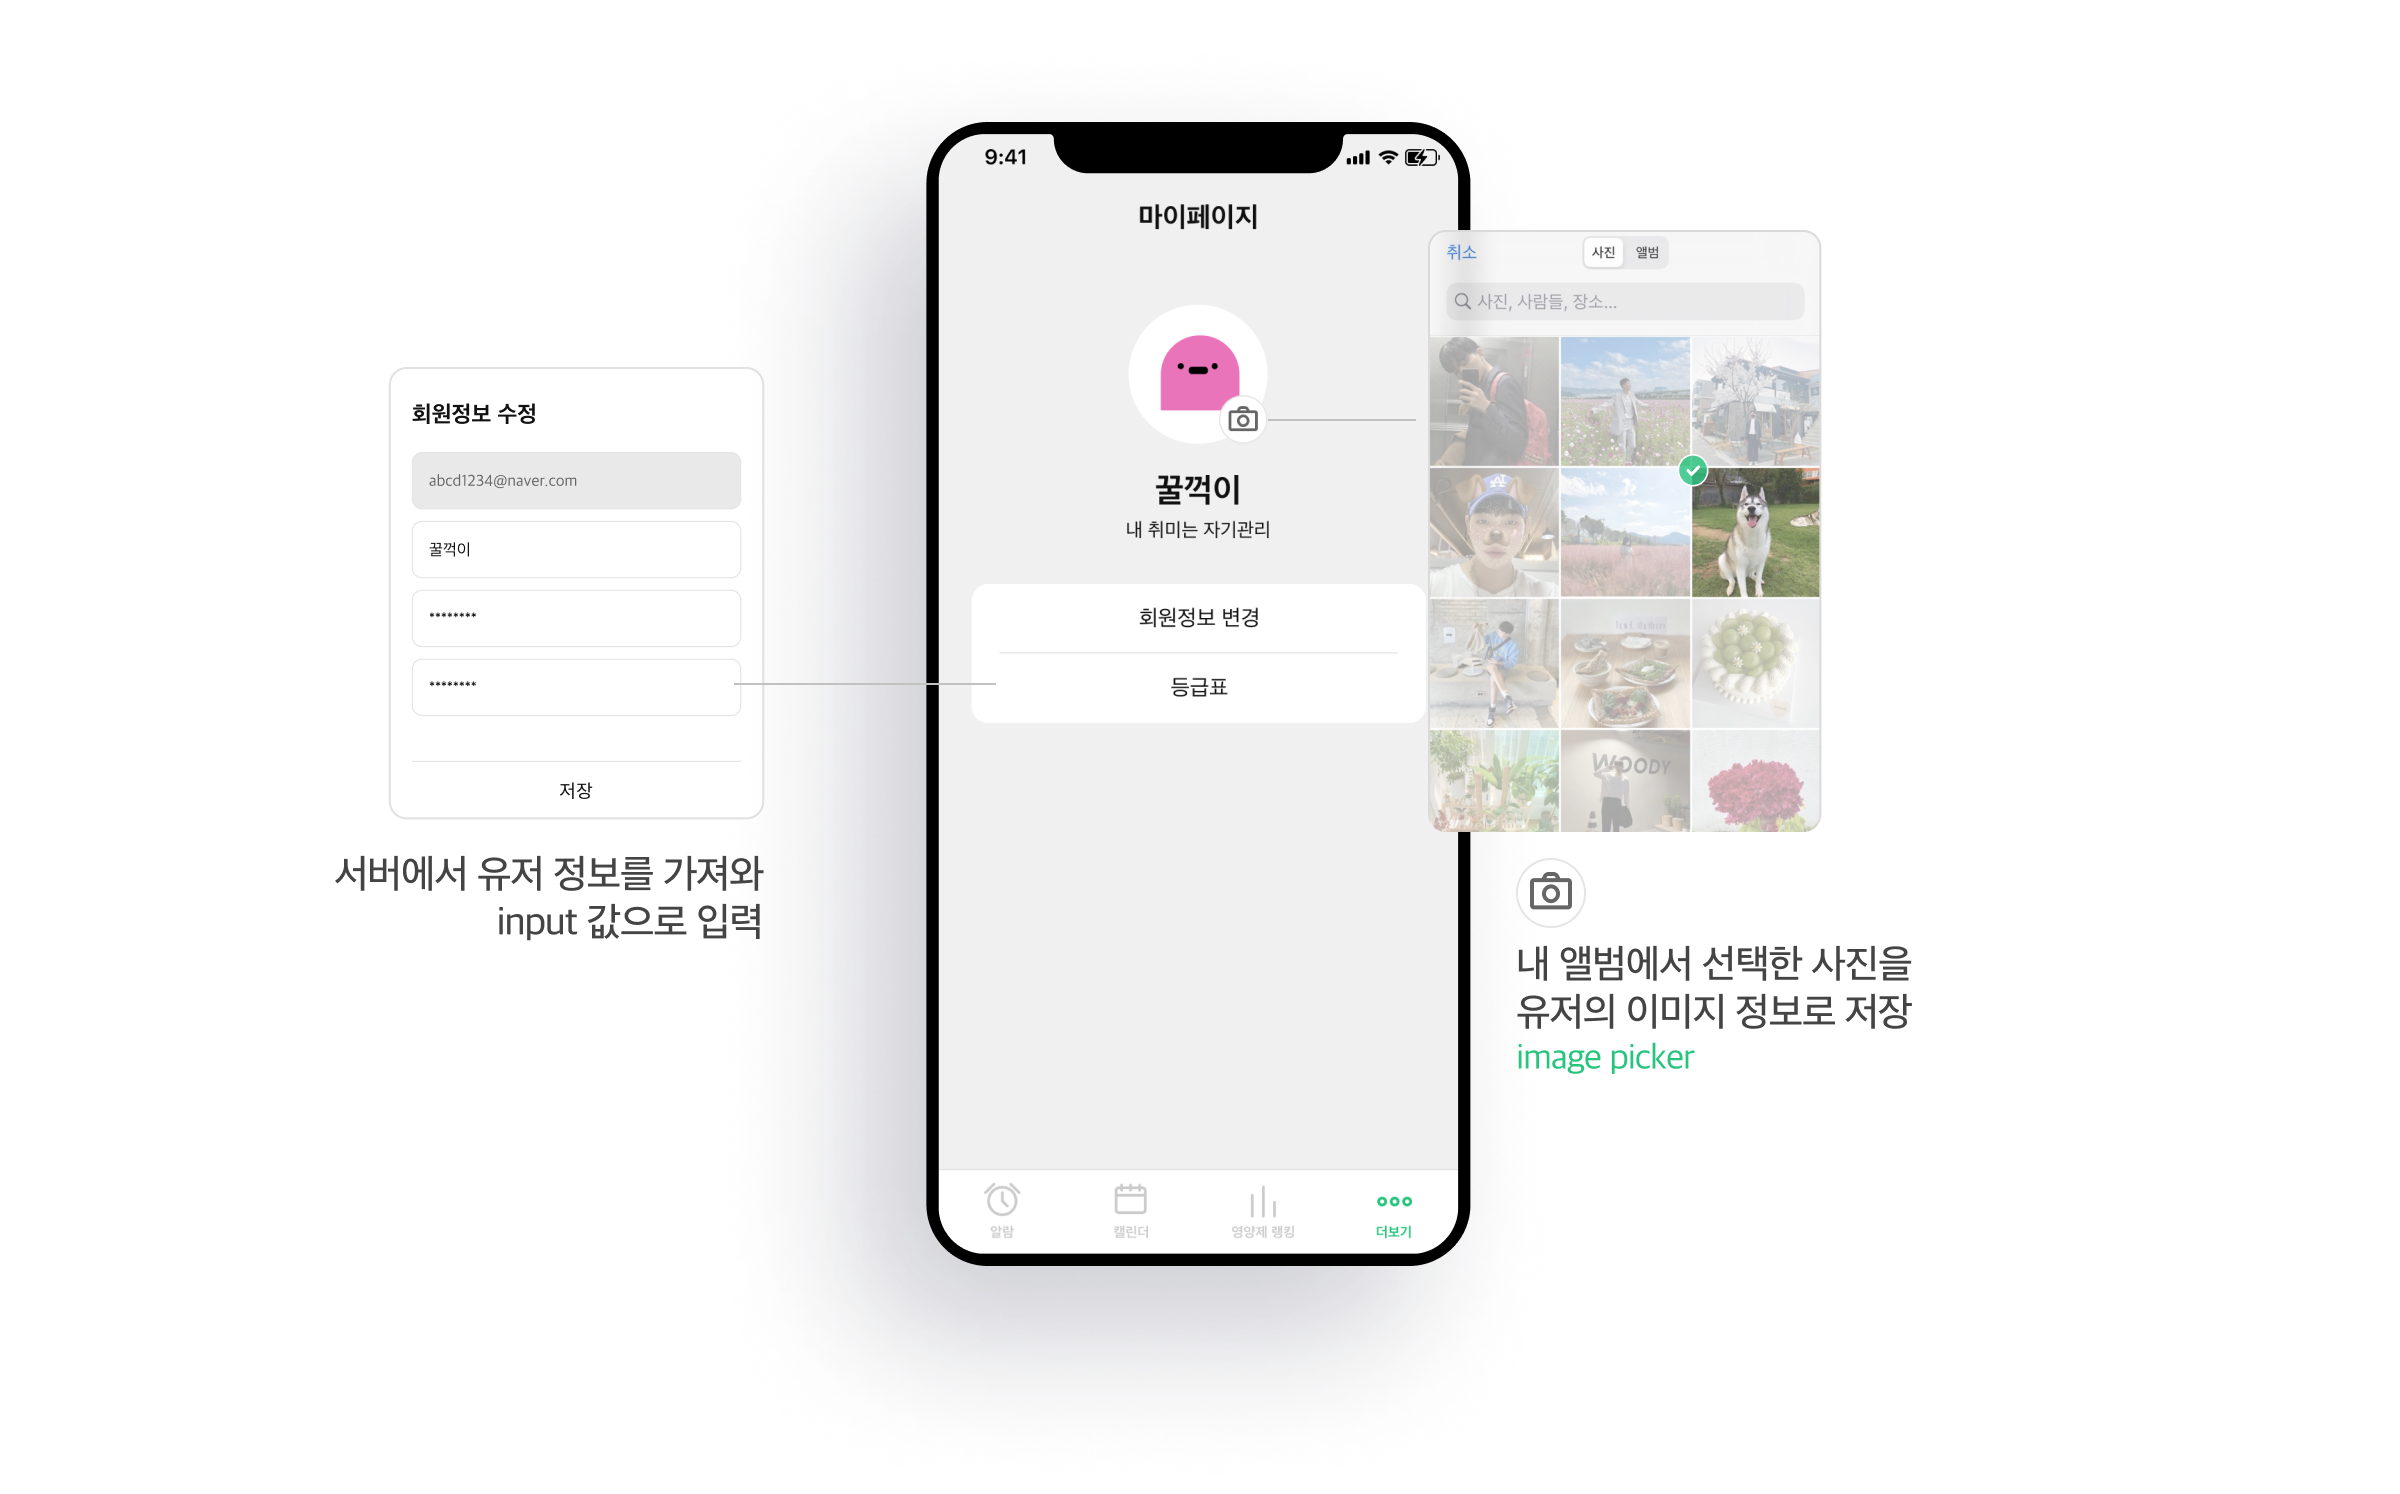 9:41
마이페이지
꿀꺽이
내 취미는 자기관리
회원정보 변경
등급표
알람
캘린더
영양제 랭킹
더보기
회원정보 수정
abcd1234@naver.com
꿀꺽이
********
********
저장
서버에서 유저 정보를 가져와
input 값으로 입력
취소
사진
앨범
사진, 사람들, 장소...
WOODY
내 앨범에서 선택한 사진을
유저의 이미지 정보로 저장
image picker